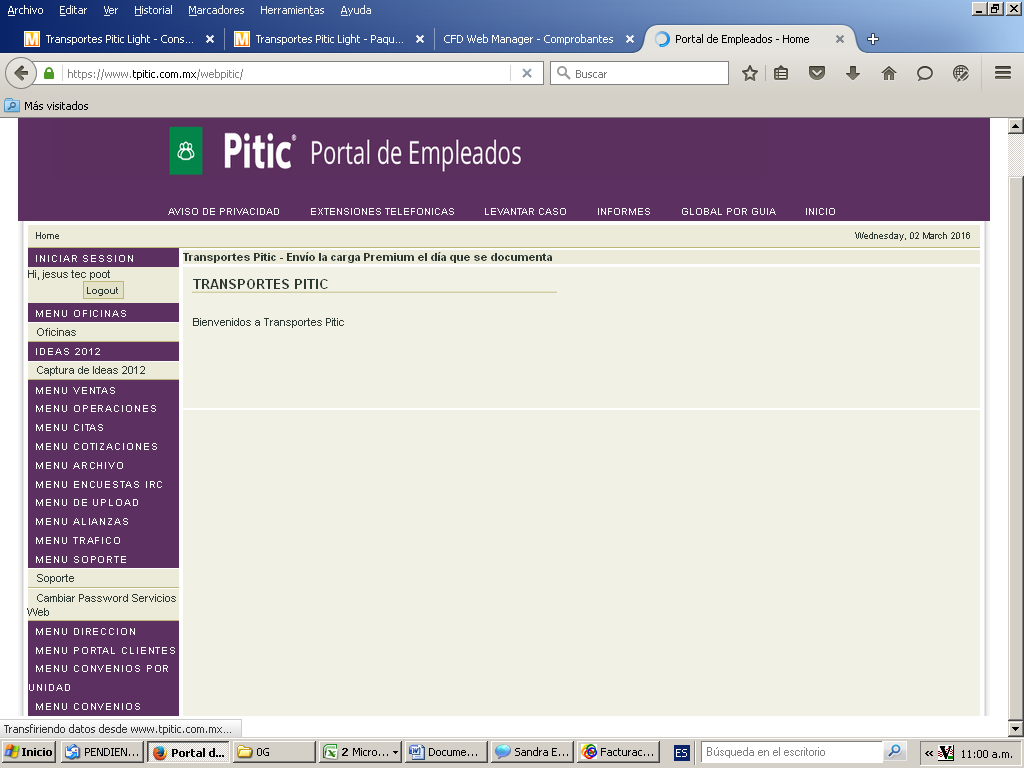 Archivo Editar Ver Historial Marcadores Herramientas Ayuda
Transportes Pitic Light - Cons... Transportes Pitic Light - Paqu... CFD Web Manager - Comprobantes Portal de Empleados - Home
https://www.tpitic.com.mx/webpitic/ Buscar
Más visitados
Pitic® Portal de Empleados
AVISO DE PRIVACIDAD EXTENSIONES TELEFONICAS LEVANTAR CASO INFORMES GLOBAL POR GUIA INICIO
Home Wednesday, 02 March 2016
INICIAR SESSION
Transportes Pitic - Envío la carga Premium el día que se documenta
Hi, jesus tec poot
Logout
TRANSPORTES PITIC
Bienvenidos a Transportes Pitic
MENU OFICINAS
Oficinas
IDEAS 2012
Captura de Ideas 2012
MENU VENTAS
MENU OPERACIONES
MENU CITAS
MENU COTIZACIONES
MENU ARCHIVO
MENU ENCUESTAS IRC
MENU DE UPLOAD
MENU ALIANZAS
MENU TRAFICO
MENU SOPORTE
Soporte
Cambiar Password Servicios
Web
MENU DIRECCION
MENU PORTAL CLIENTES
MENU CONVENIOS POR
UNIDAD
MENU CONVENIOS
Transfiriendo datos desde www.tpitic.com.mx...
Inicio PENDIEN... Portal d... OG 2 Micro... Docume... Sandra E... Facturac... ES Búsqueda en el escritorio « 11:00 a.m.